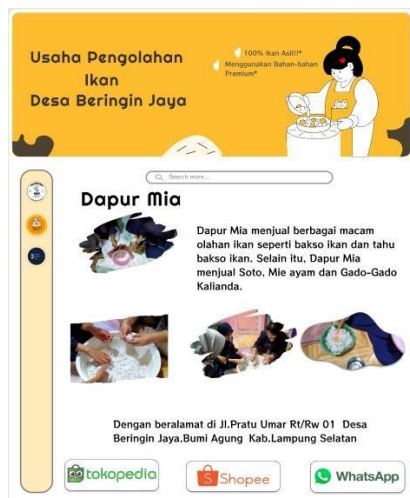 Usaha Pengolahan
Ikan
Desa Beringin Jaya
100% Ikan Asli!!!*
Menggunakan Bahan-bahan
Premium*
Search more...
Dapur Mia
Dapur Mia menjual berbagai macam
olahan ikan seperti bakso ikan dan tahu
bakso ikan. Selain itu, Dapur Mia
menjual Soto, Mie ayam dan Gado-Gado
Kalianda.
Dengan beralamat di Jl.Pratu Umar Rt/Rw 01 Desa
Beringin Jaya.Bumi Agung Kab.Lampung Selatan
tokopedia
Shopee
WhatsApp